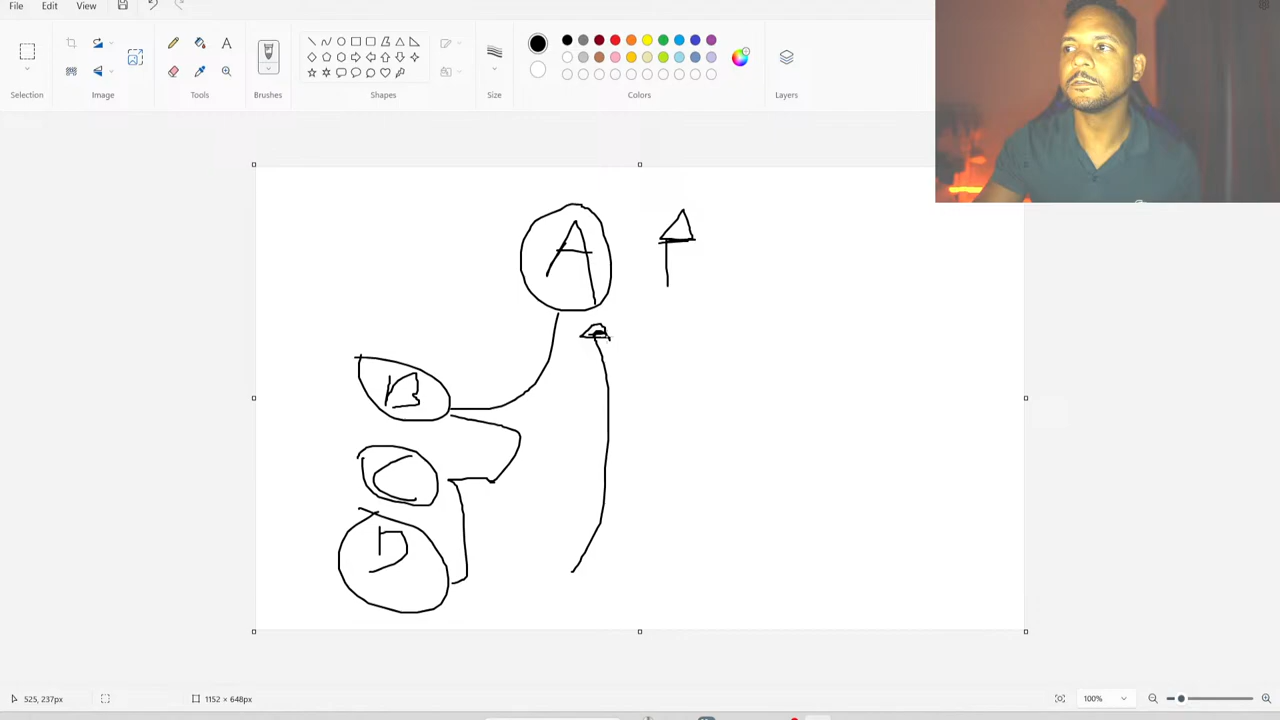 File Edit View
Selection Image Tools Brushes Shapes Size Colors Layers
A
B
C
D
525, 237px 1152 × 648px 100%